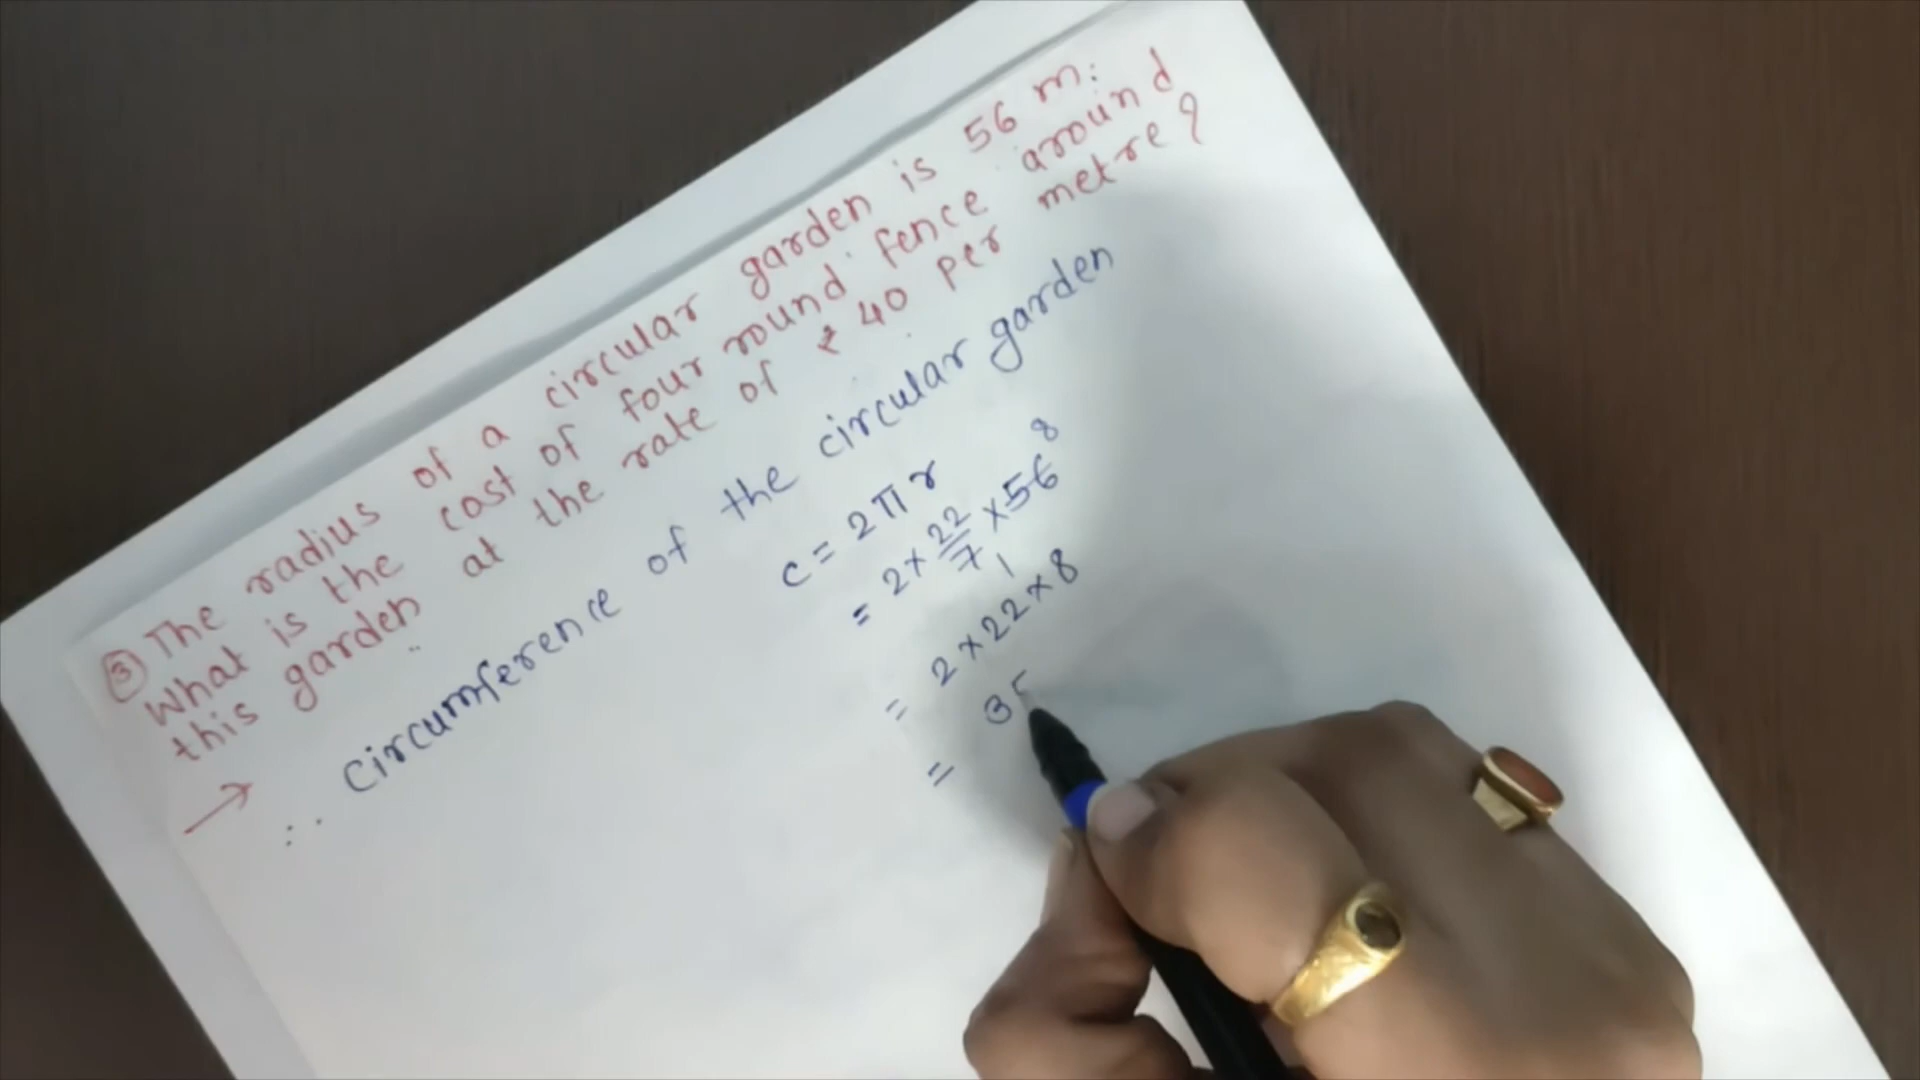 ③ The radius of a circular garden is 56 m.
What is the cost of four round fence around
this garden at the rate of ₹ 40 per metre?
→
∴ Circumference of the circular garden
c = 2πr
= 2 × 22/7 × 56 8
1
= 2 × 22 × 8
= 35